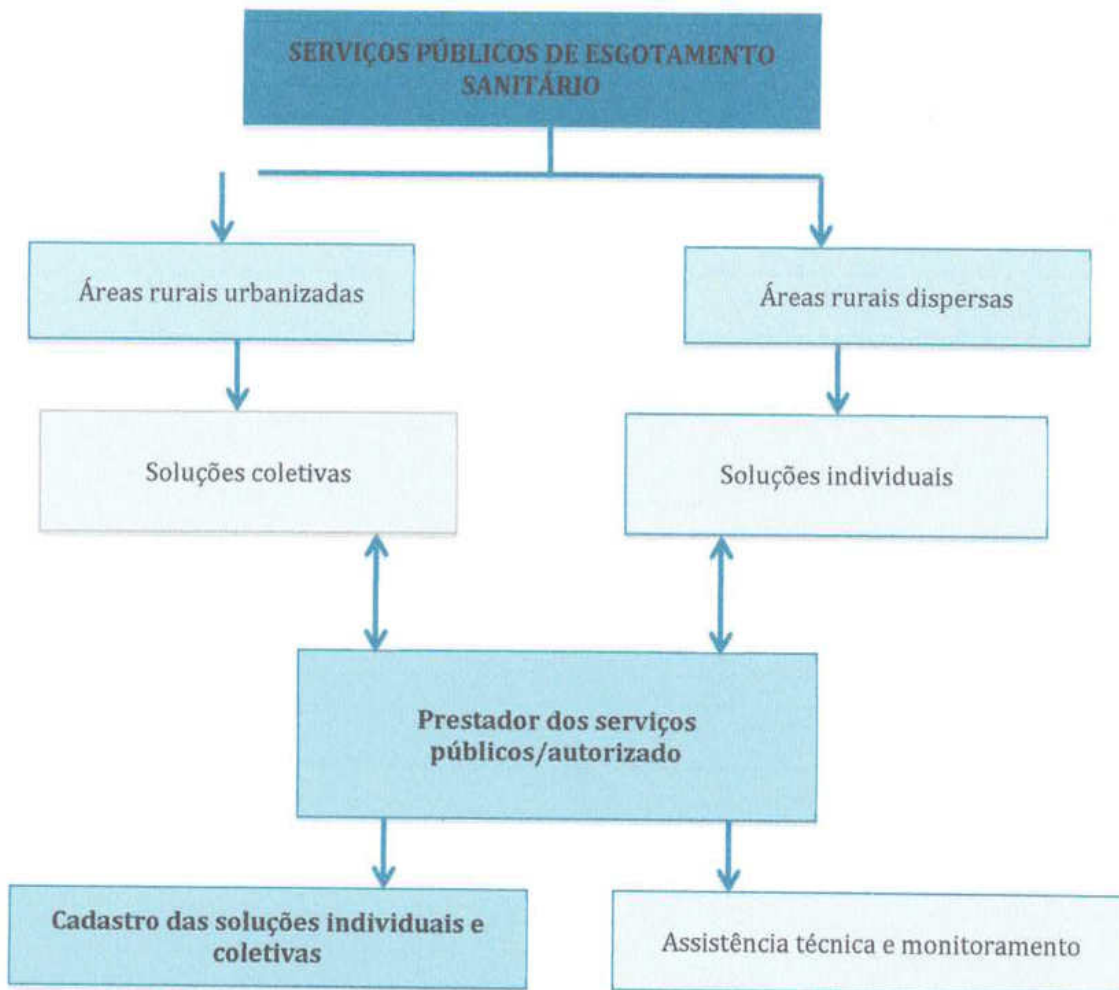 SERVIÇOS PÚBLICOS DE ESGOTAMENTO
SANITÁRIO
Áreas rurais urbanizadas
Áreas rurais dispersas
Soluções coletivas
Soluções individuais
Prestador dos serviços
públicos/autorizado
Cadastro das soluções individuais e
coletivas
Assistência técnica e monitoramento